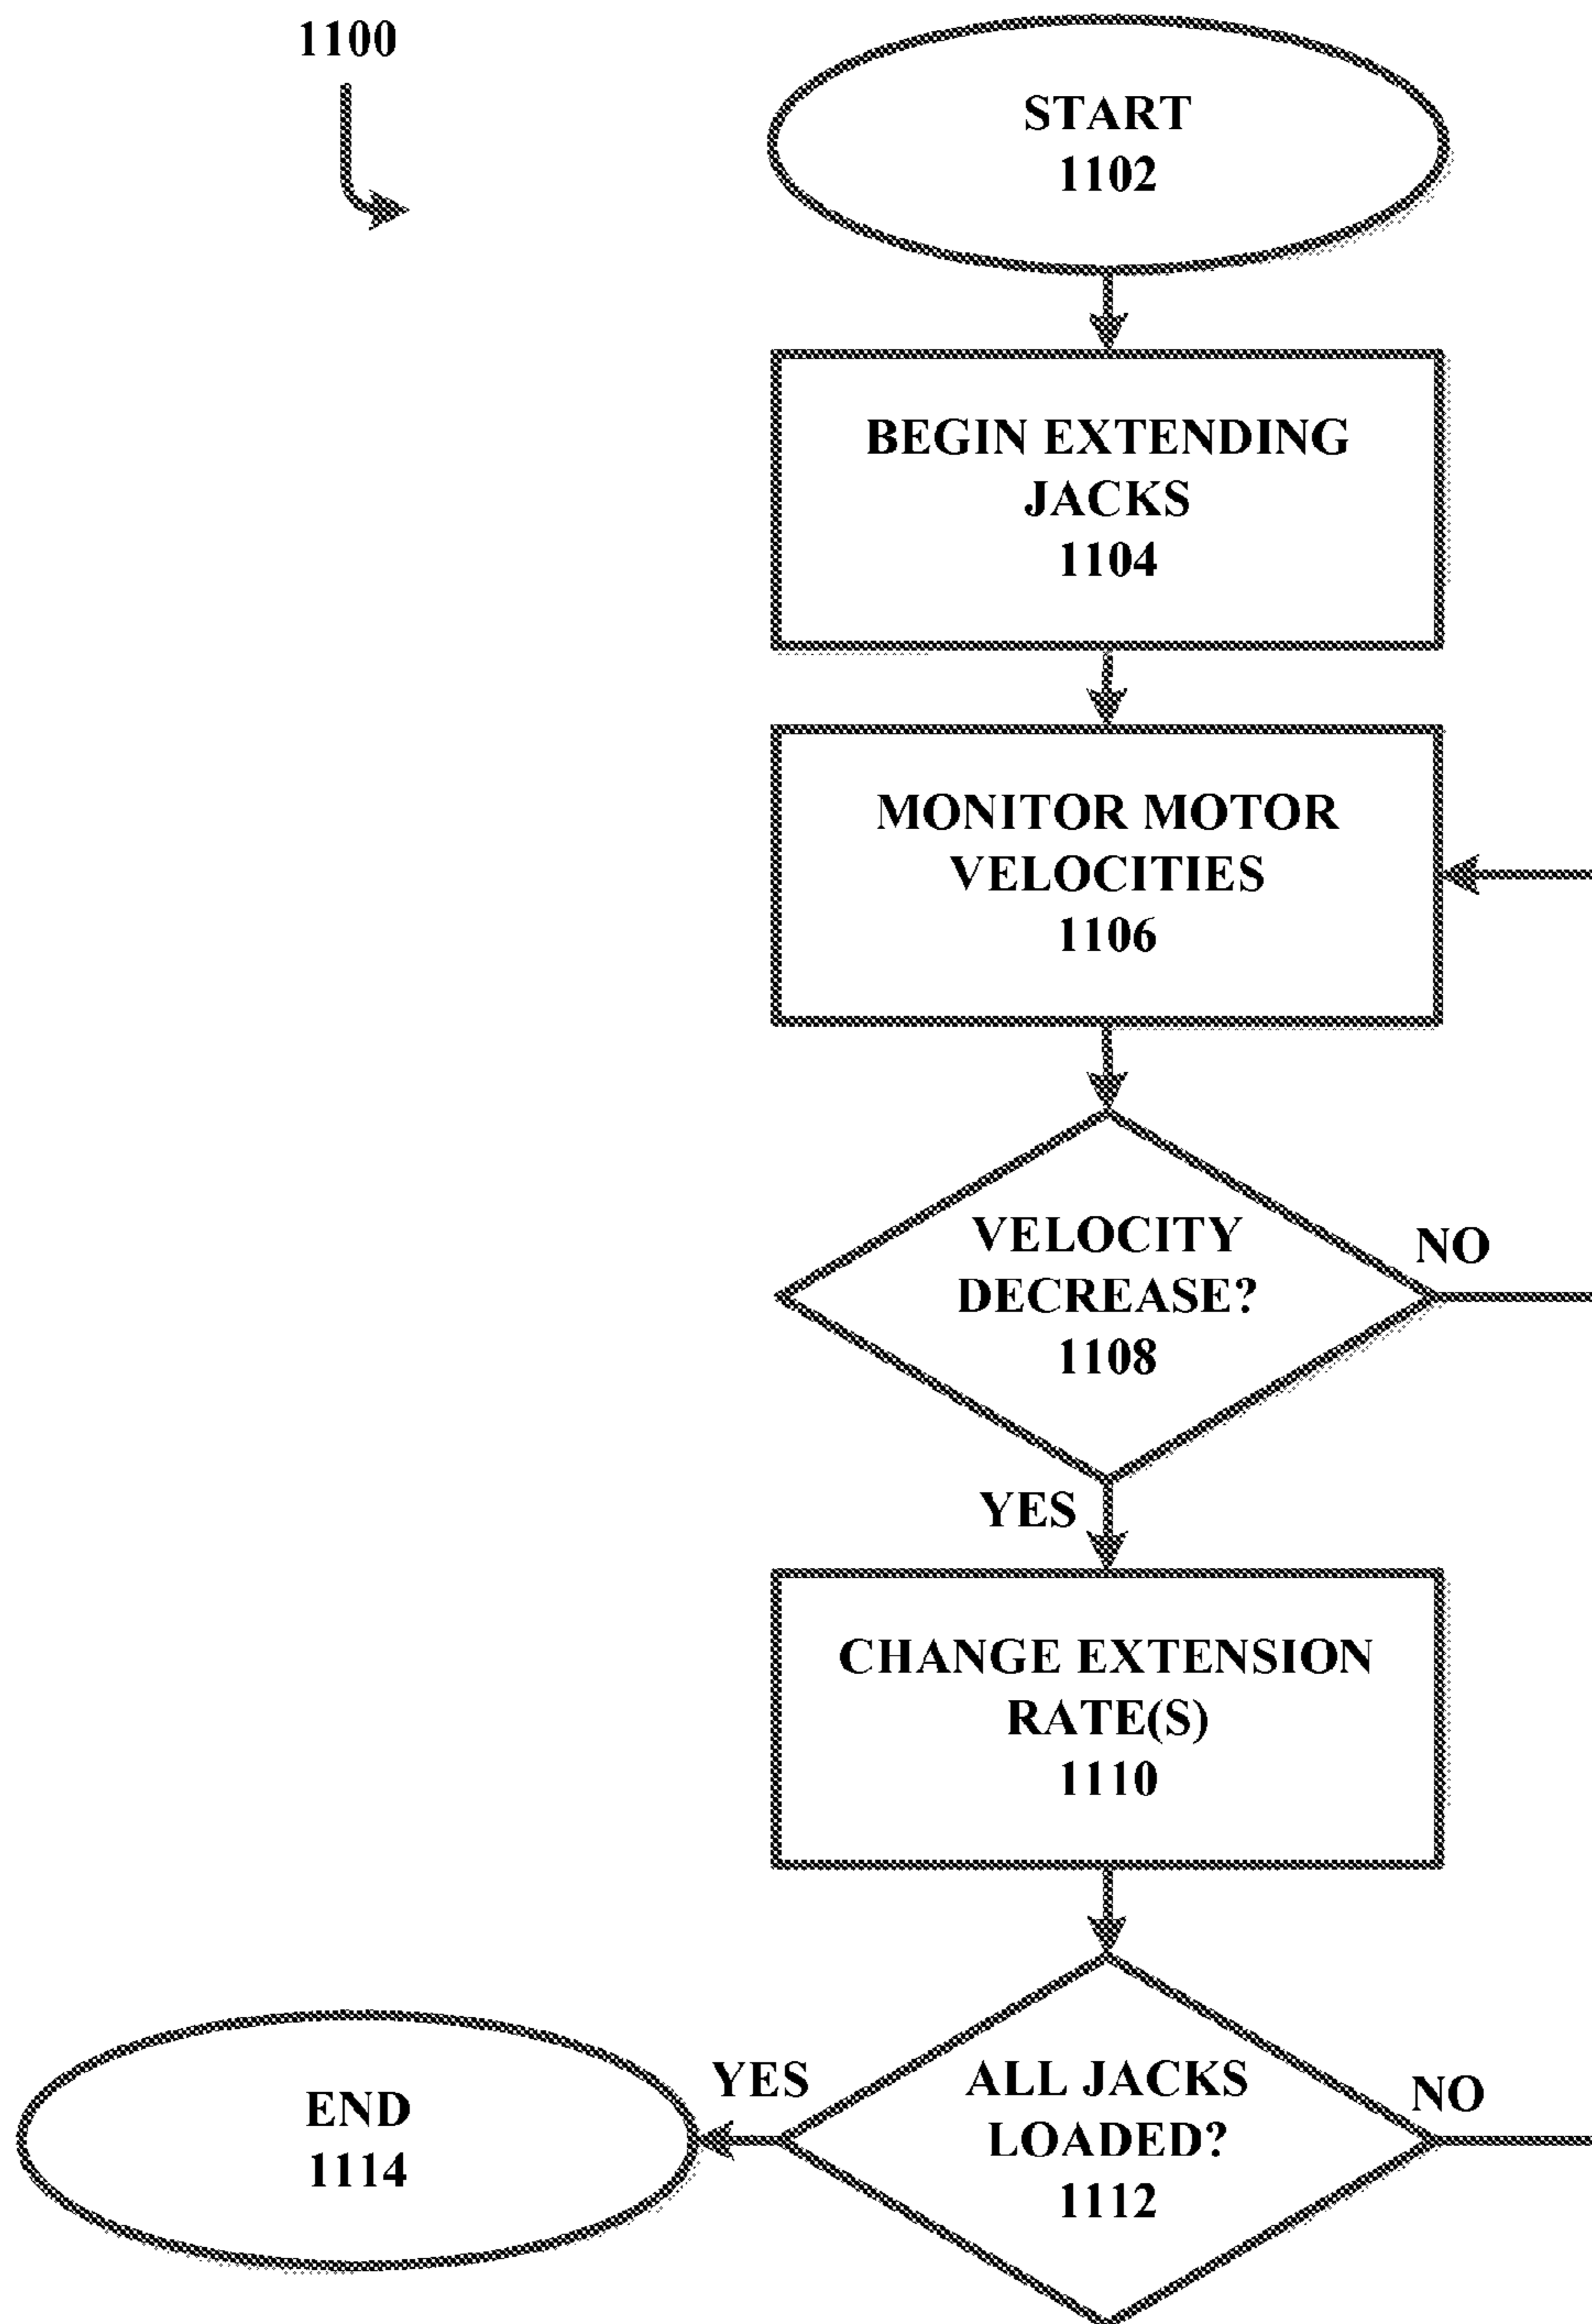 1100
START
1102
BEGIN EXTENDING
JACKS
1104
MONITOR MOTOR
VELOCITIES
1106
VELOCITY
DECREASE?
1108
NO
YES
CHANGE EXTENSION
RATE(S)
1110
ALL JACKS
LOADED?
1112
YES
NO
END
1114